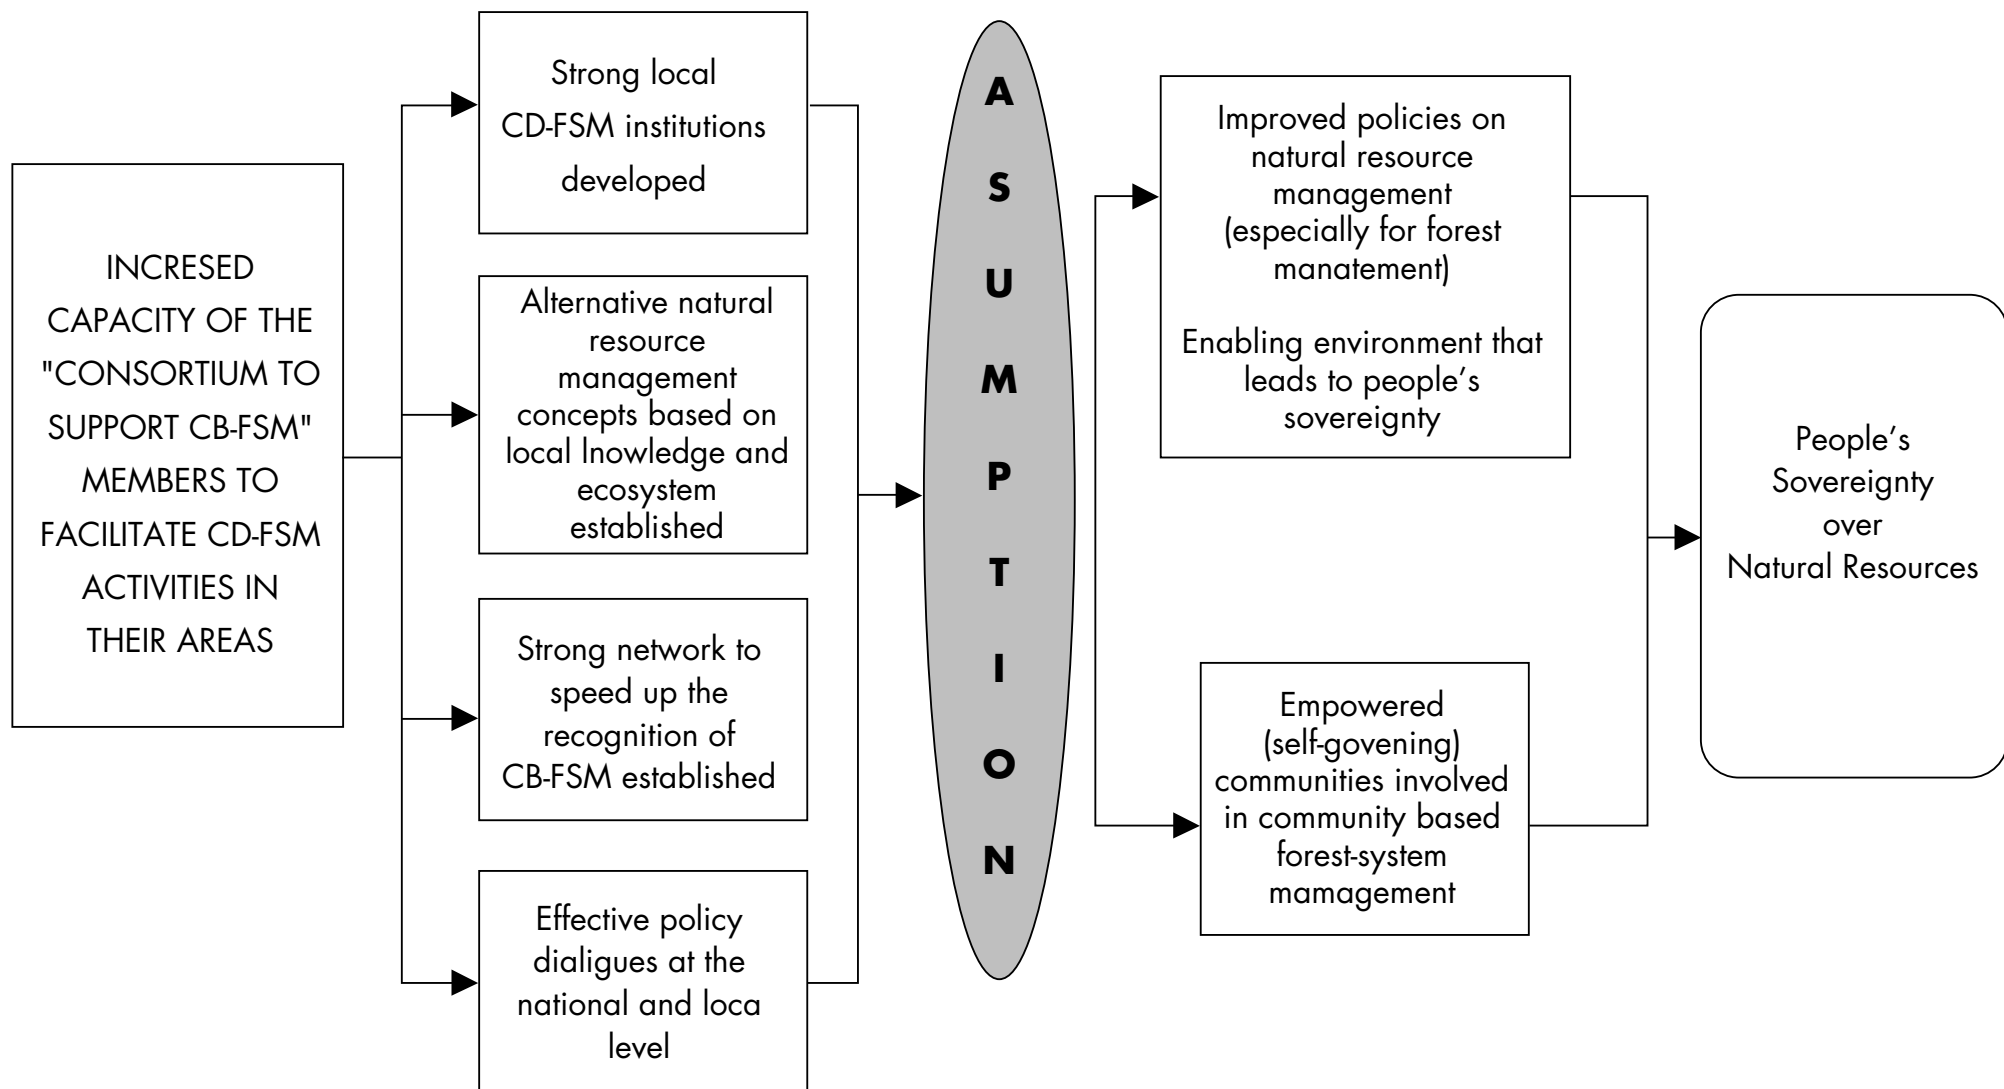 INCRESED
CAPACITY OF THE
"CONSORTIUM TO
SUPPORT CB-FSM"
MEMBERS TO
FACILITATE CD-FSM
ACTIVITIES IN
THEIR AREAS
Strong local
CD-FSM institutions
developed
Alternative natural
resource
management
concepts based on
local lnowledge and
ecosystem
established
Strong network to
speed up the
recognition of
CB-FSM established
Effective policy
dialigues at the
national and loca
level
A
S
U
M
P
T
I
O
N
Improved policies on
natural resource
management
(especially for forest
manatement)
Enabling environment that
leads to people's
sovereignty
Empowered
(self-govening)
communities involved
in community based
forest-system
mamagement
People's
Sovereignty
over
Natural Resources